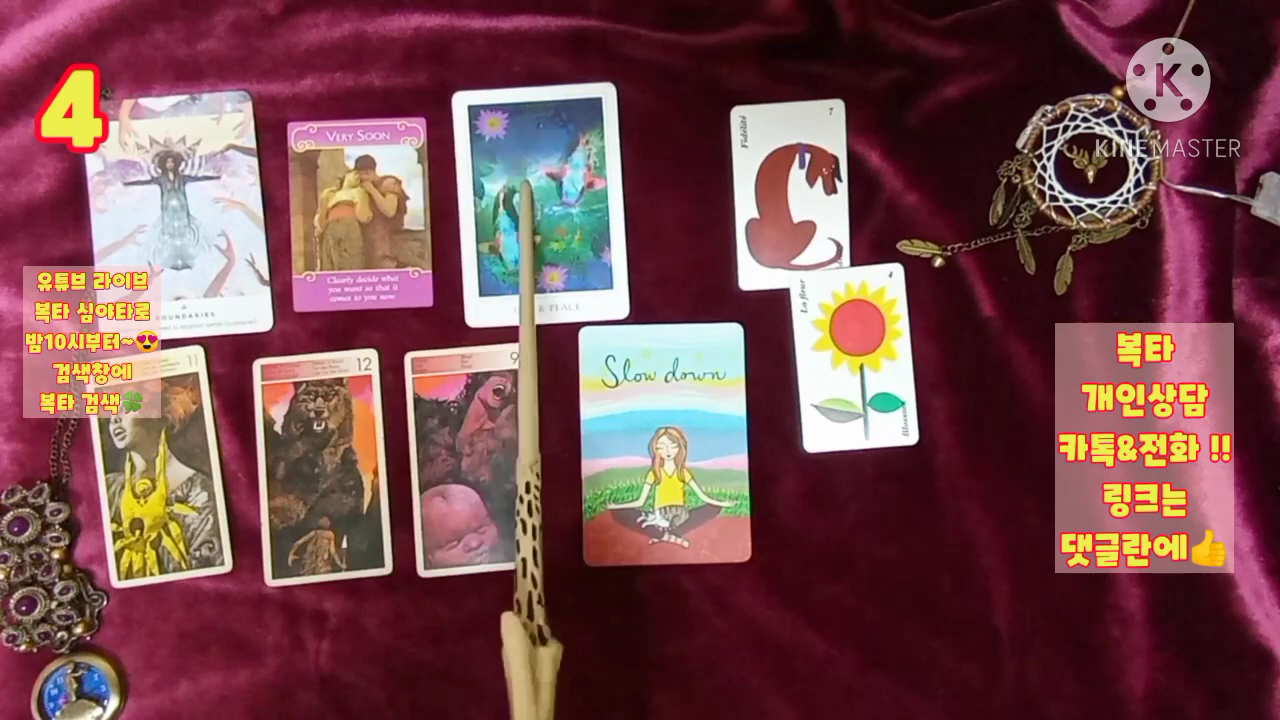 4
유튜브 라이브
복타 심야타로
밤10시부터~😍
검색창에
복타 검색🍀
BOUNDARIES
VERY SOON
Clearly decide what
you want so that it
comes to you now
PEACE
7
Fidélité
K
KINEMASTER
4
La fleur
Slow down
11
12
9
복타
개인상담
카톡&전화 !!
링크는
댓글란에👍